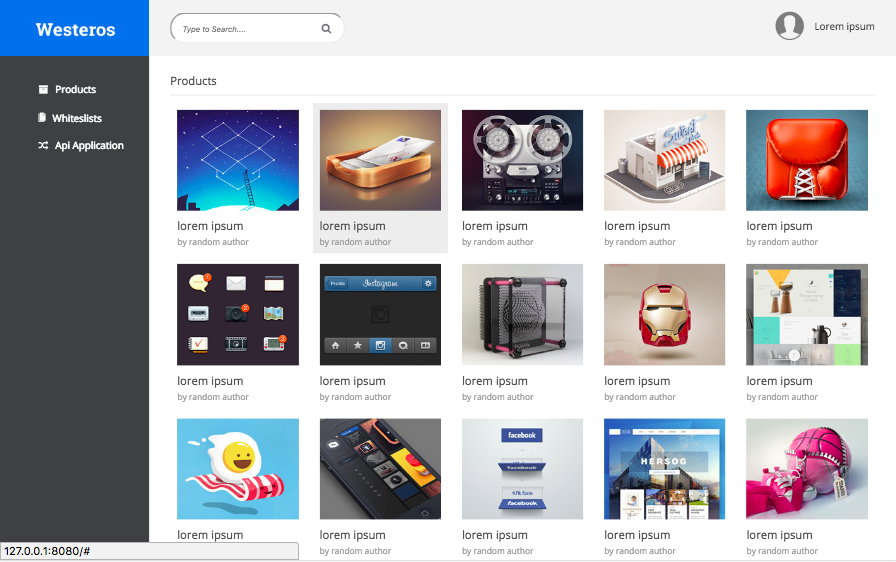 Westeros
Type to Search....
Lorem ipsum
Products
Whiteslists
Api Application
Products
lorem ipsum
by random author
lorem ipsum
by random author
lorem ipsum
by random author
Sweet
lorem ipsum
by random author
lorem ipsum
by random author
lorem ipsum
by random author
Profile
Instagram
lorem ipsum
by random author
lorem ipsum
by random author
lorem ipsum
by random author
lorem ipsum
by random author
lorem ipsum
by random author
lorem ipsum
by random author
facebook
facebook
47k fans
facebook
lorem ipsum
by random author
HERSOG
lorem ipsum
by random author
lorem ipsum
by random author
127.0.0.1:8080/#